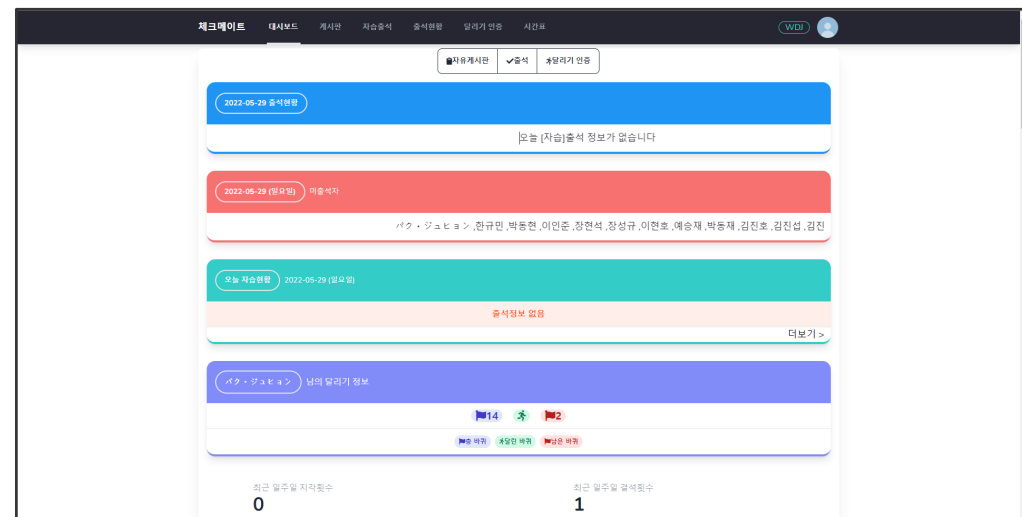 체크메이트 대시보드 게시판 자습출석 출석현황 달리기 인증 시간표 WDJ
자유게시판 출석 달리기 인증
2022-05-29 출석현황
오늘 [자습]출석 정보가 없습니다
2022-05-29 (일요일) 미출석자
パク・ジュヒョン ,한규민 ,박동현 ,이인준 ,장현석 ,장성규 ,이현호 ,예승재 ,박동재 ,김진호 ,김진섭 ,김진
오늘 자습현황 2022-05-29 (일요일)
출석정보 없음
더보기 >
パク・ジュヒョン 님의 달리기 정보
14 2
총 바퀴 달린 바퀴 남은 바퀴
최근 일주일 지각횟수 최근 일주일 결석횟수
0 1